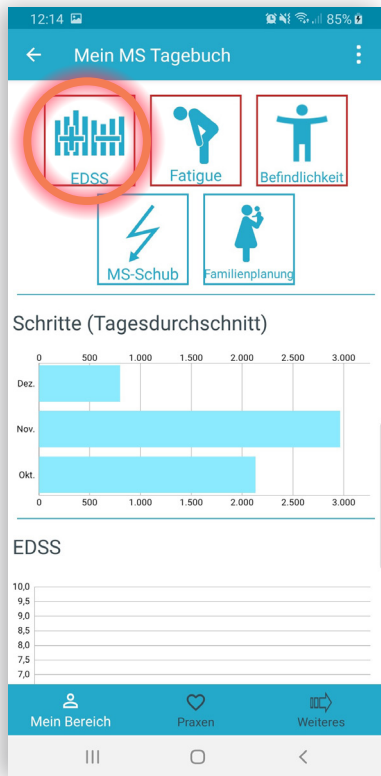 12:14 85%
Mein MS Tagebuch
EDSS Fatigue Befindlichkeit
MS-Schub Familienplanung
Schritte (Tagesdurchschnitt)
0 500 1.000 1.500 2.000 2.500 3.000
Dez.
Nov.
Okt.
0 500 1.000 1.500 2.000 2.500 3.000
EDSS
10,0
9,5
9,0
8,5
8,0
7,5
7,0
Mein Bereich Praxen Weiteres